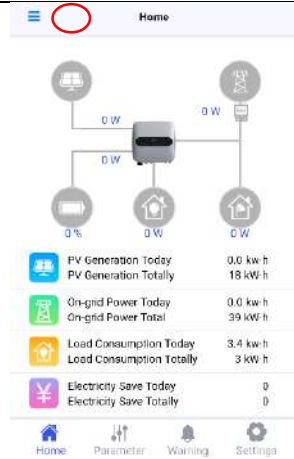 Home
0 W
0 W
0 W
0 %
0 W
0 W
PV Generation Today 0.0 kw·h
PV Generation Totally 18 kw·h
On-grid Power Today 0.0 kw·h
On-grid Power Total 39 kw·h
Load Consumption Today 3.4 kw·h
Load Consumption Totally 3 kw·h
Electricity Save Today 0
Electricity Save Totally 0
Home Parameter Warning Settings